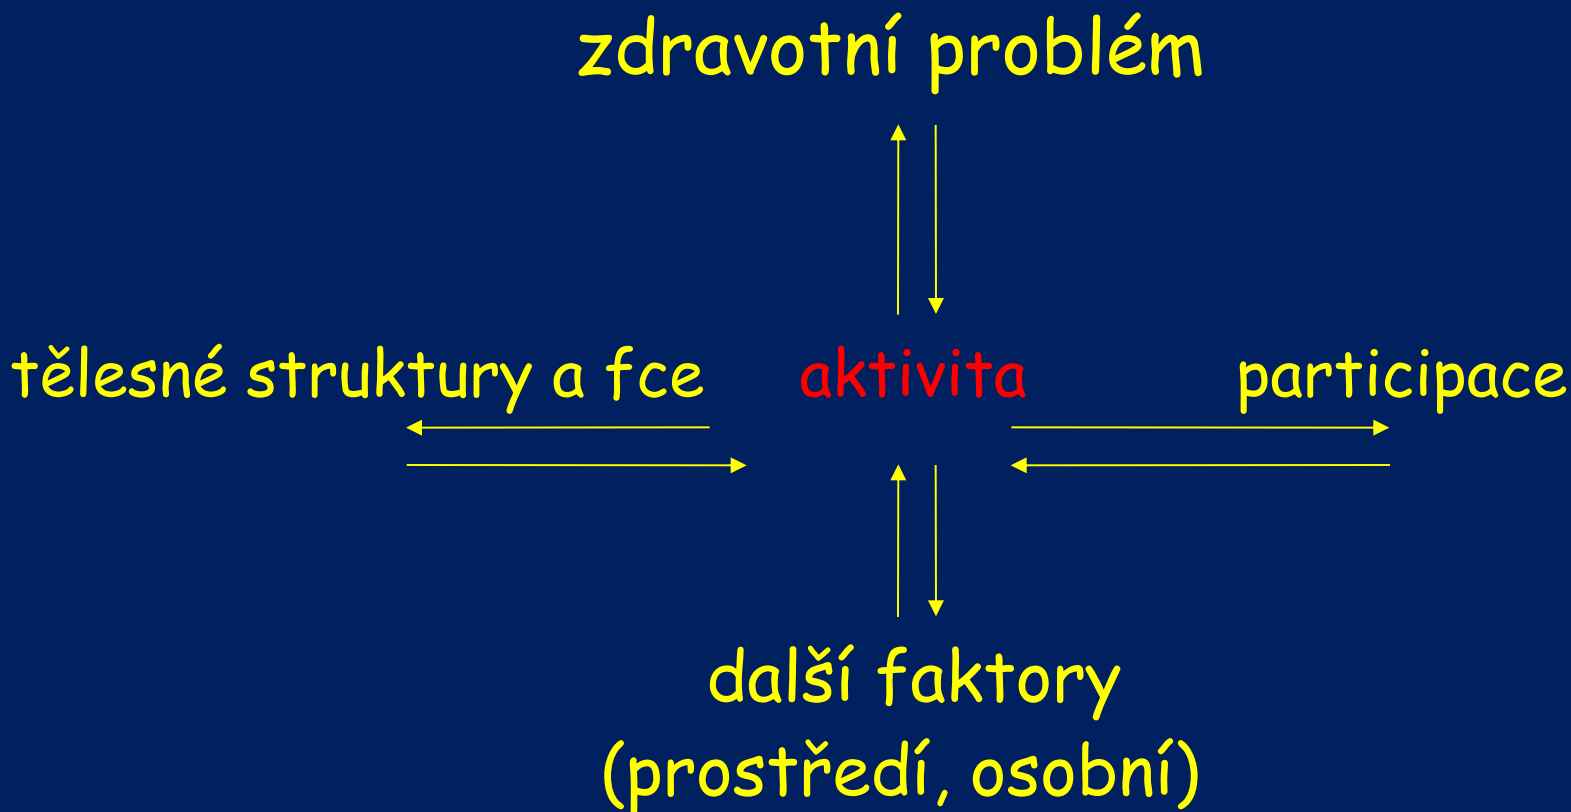 zdravotní problém
tělesné struktury a fce aktivita participace
další faktory
(prostředí, osobní)